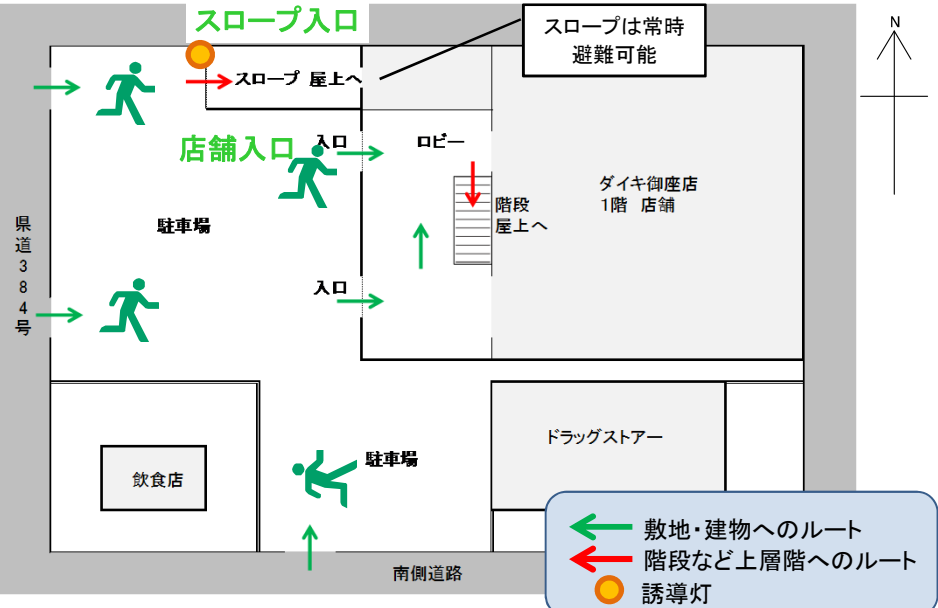 スロープ入口
スロープは常時
避難可能
N
スロープ 屋上へ
店舗入口
入口
ロビー
ダイキ御座店
1階 店舗
階段
屋上へ
駐車場
県道384号
入口
ドラッグストアー
駐車場
飲食店
南側道路
敷地・建物へのルート
階段など上層階へのルート
誘導灯